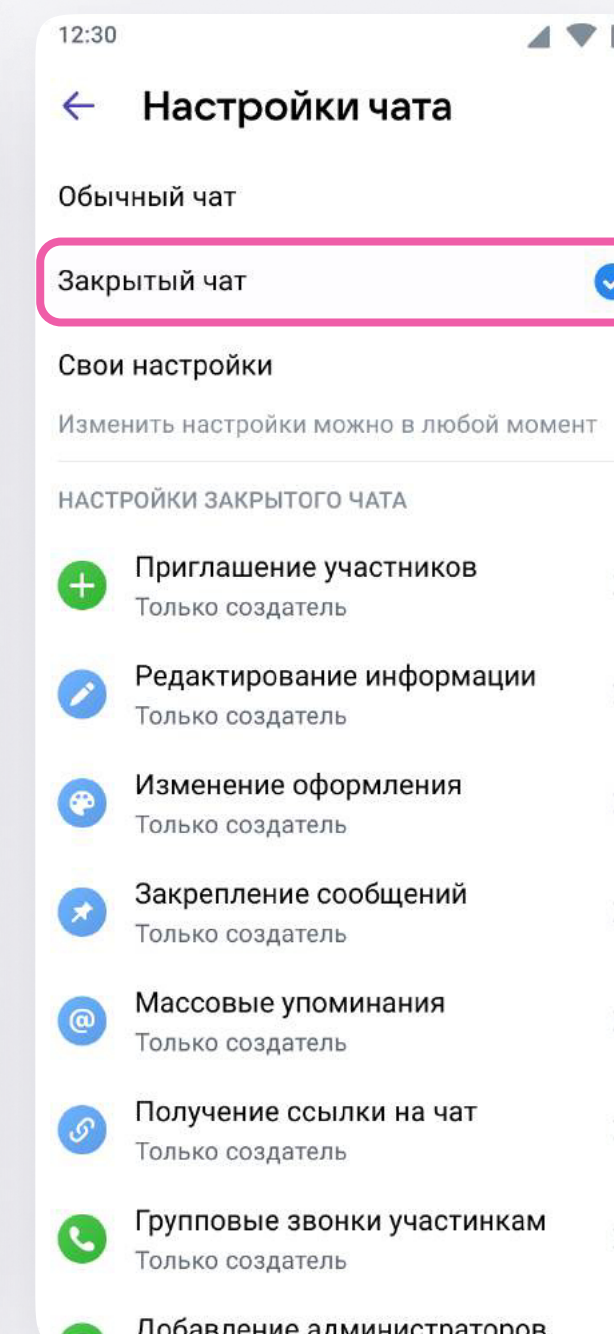 12:30
Настройки чата
Обычный чат
Закрытый чат
Свои настройки
Изменить настройки можно в любой момент
НАСТРОЙКИ ЗАКРЫТОГО ЧАТА
Приглашение участников
Только создатель
Редактирование информации
Только создатель
Изменение оформления
Только создатель
Закрепление сообщений
Только создатель
Массовые упоминания
Только создатель
Получение ссылки на чат
Только создатель
Групповые звонки участинкам
Только создатель
Добавление администраторов